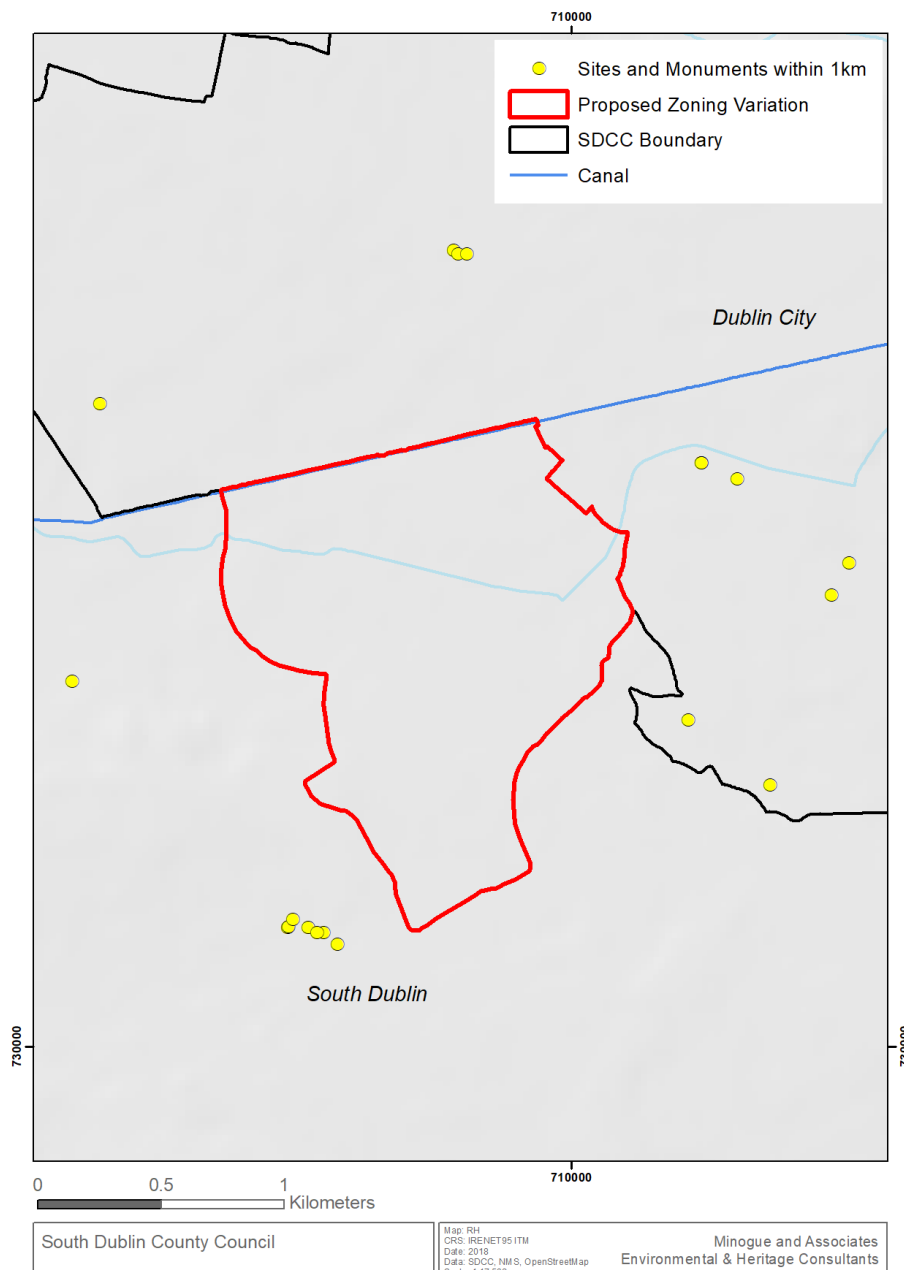 710000
Sites and Monuments within 1km
Proposed Zoning Variation
SDCC Boundary
Canal
Dublin City
South Dublin
730000
710000
0 0.5 1
Kilometers
South Dublin County Council
Map: RH
CRS: IRENET95 ITM
Date: 2018
Data: SDCC, NMS, OpenStreetMap
Minogue and Associates
Environmental & Heritage Consultants